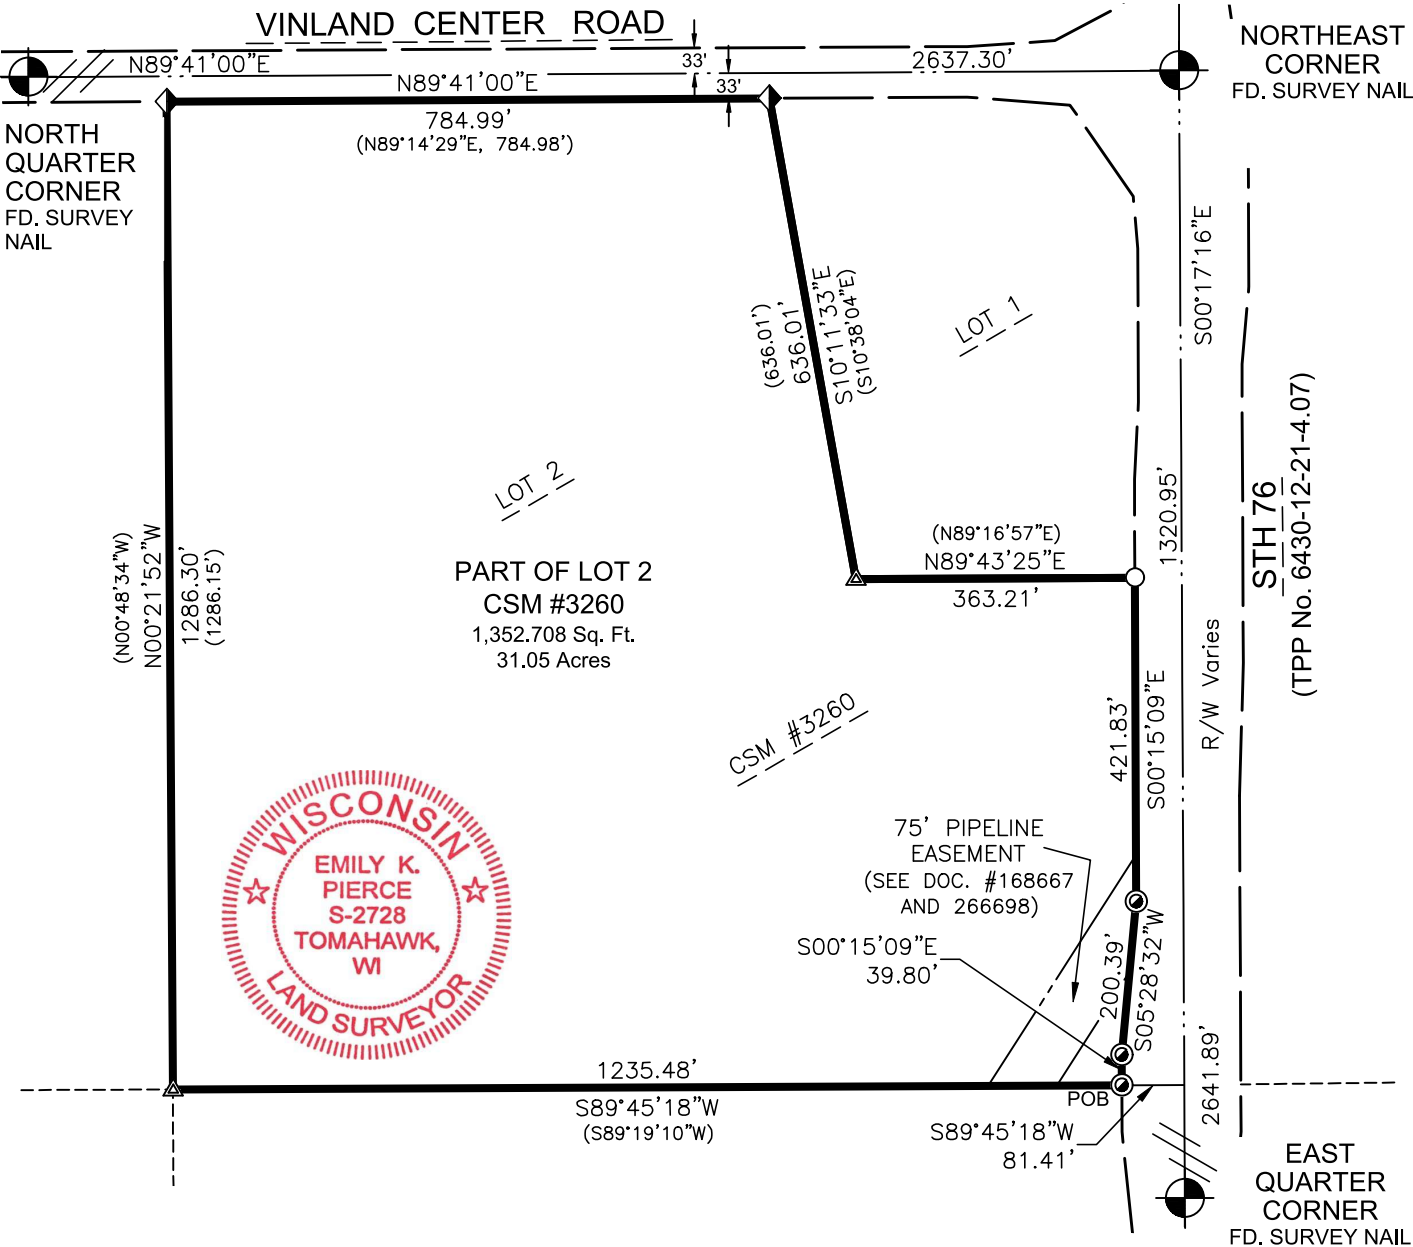 VINLAND CENTER ROAD
N89°41'00"E
33'
2637.30'
NORTHEAST
CORNER
FD. SURVEY NAIL
N89°41'00"E
33'
784.99'
(N89°14'29"E, 784.98')
NORTH
QUARTER
CORNER
FD. SURVEY
NAIL
S00°17'16"E
(636.01')
636.01'
S10°11'33"E
(S10°38'04"E)
LOT 1
LOT 2
1320.95'
STH 76
(TPP No. 6430-12-21-4.07)
(N89°16'57"E)
N89°43'25"E
363.21'
(N00°48'34"W)
N00°21'52"W
1286.30'
(1286.15')
PART OF LOT 2
CSM #3260
1,352.708 Sq. Ft.
31.05 Acres
R/W Varies
421.83'
S00°15'09"E
CSM #3260
75' PIPELINE
EASEMENT
(SEE DOC. #168667
AND 266698)
WISCONSIN
EMILY K.
PIERCE
S-2728
TOMAHAWK,
WI
LAND SURVEYOR
S00°15'09"E
39.80'
200.39'
S05°28'32"W
1235.48'
S89°45'18"W
(S89°19'10"W)
POB
2641.89'
S89°45'18"W
81.41'
EAST
QUARTER
CORNER
FD. SURVEY NAIL